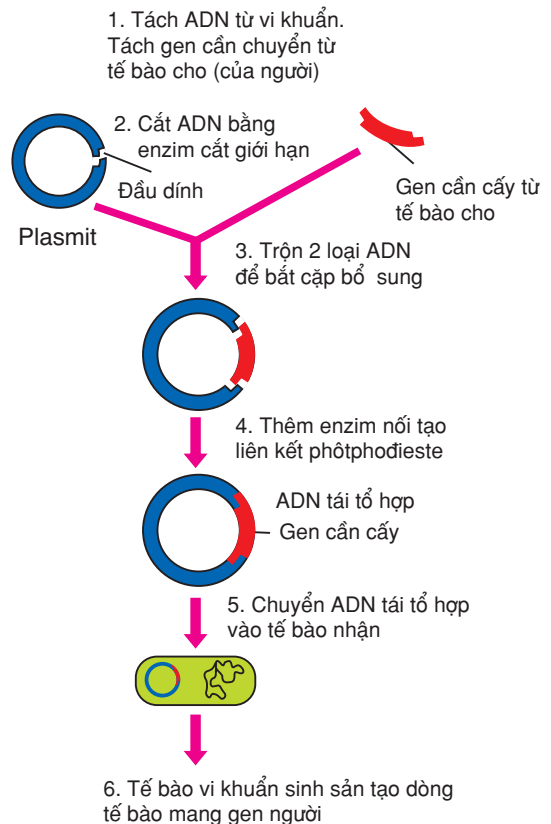 1. Tách ADN từ vi khuẩn.
Tách gen cần chuyển từ
tế bào cho (của người)
2. Cắt ADN bằng
enzim cắt giới hạn
Đầu dính
Plasmit
Gen cần cấy từ
tế bào cho
3. Trộn 2 loại ADN
để bắt cặp bổ sung
4. Thêm enzim nối tạo
liên kết phôtphođieste
ADN tái tổ hợp
Gen cần cấy
5. Chuyển ADN tái tổ hợp
vào tế bào nhận
6. Tế bào vi khuẩn sinh sản tạo dòng
tế bào mang gen người